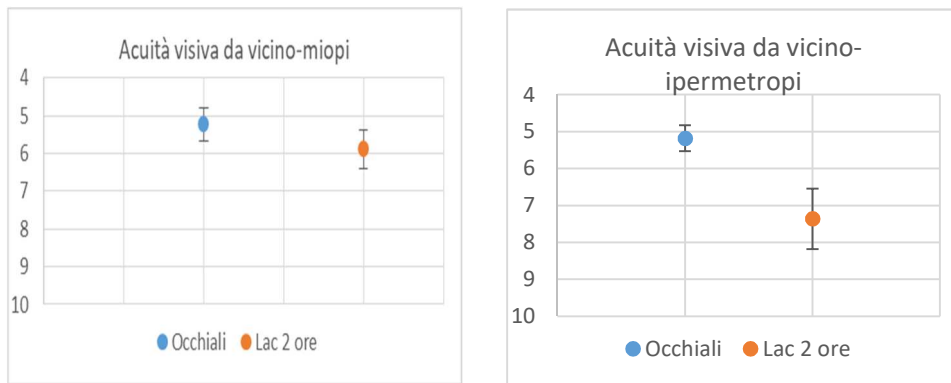 Acuità visiva da vicino-miopi
4
5
6
7
8
9
10
Occhiali Lac 2 ore
Acuità visiva da vicino-
ipermetropi
4
5
6
7
8
9
10
Occhiali Lac 2 ore